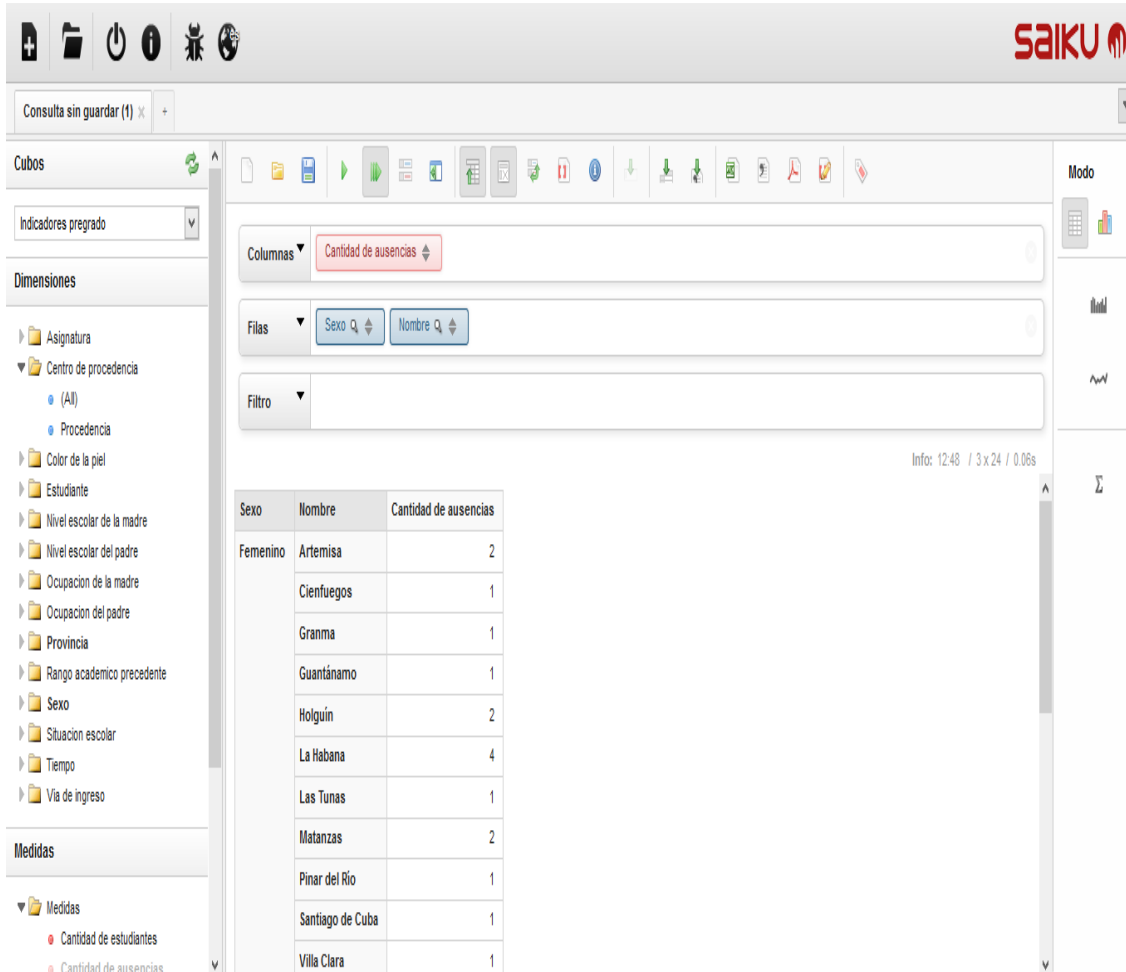 es
saiku
Consulta sin guardar (1) x +
Cubos
Indicadores pregrado
Dimensiones
Asignatura
Centro de procedencia
(All)
Procedencia
Color de la piel
Estudiante
Nivel escolar de la madre
Nivel escolar del padre
Ocupacion de la madre
Ocupacion del padre
Provincia
Rango academico precedente
Sexo
Situacion escolar
Tiempo
Via de ingreso
Medidas
Medidas
Cantidad de estudiantes
Cantidad de ausencias
Columnas Cantidad de ausencias
Filas Sexo Nombre
Filtro
Info: 12:48 / 3 x 24 / 0.06s
Sexo Nombre Cantidad de ausencias
Femenino Artemisa 2
Cienfuegos 1
Granma 1
Guantánamo 1
Holguín 2
La Habana 4
Las Tunas 1
Matanzas 2
Pinar del Río 1
Santiago de Cuba 1
Villa Clara 1
Modo
Σ